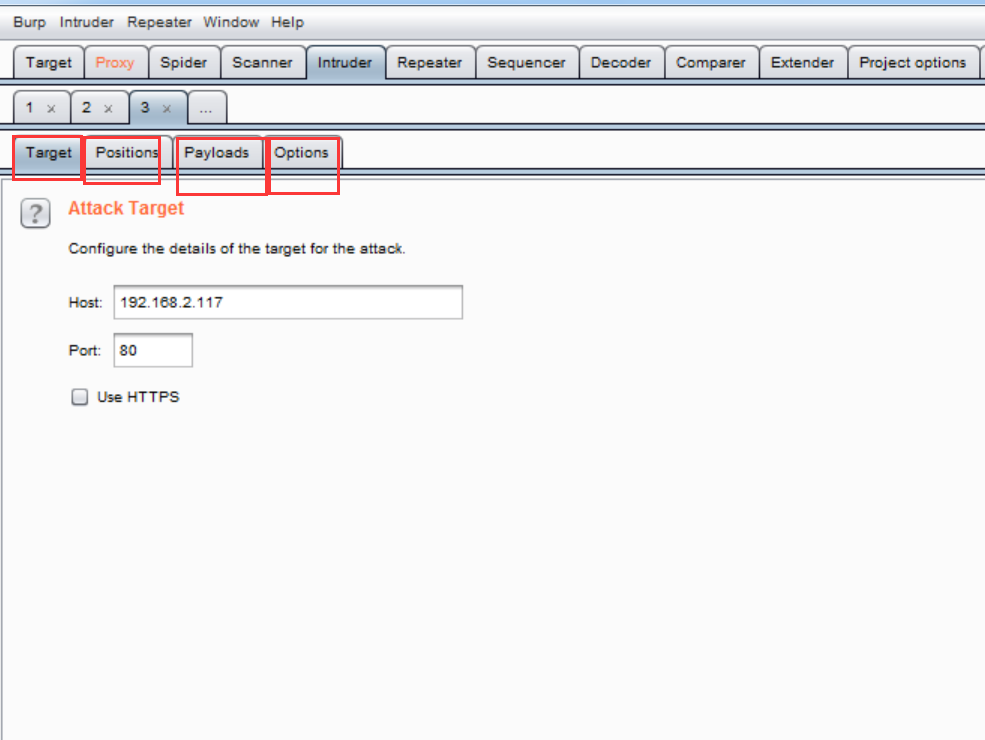 Burp Intruder Repeater Window Help
Target Proxy Spider Scanner Intruder Repeater Sequencer Decoder Comparer Extender Project options
1 × 2 × 3 × ...
Target Positions Payloads Options
? Attack Target
Configure the details of the target for the attack.
Host: 192.168.2.117
Port: 80
Use HTTPS